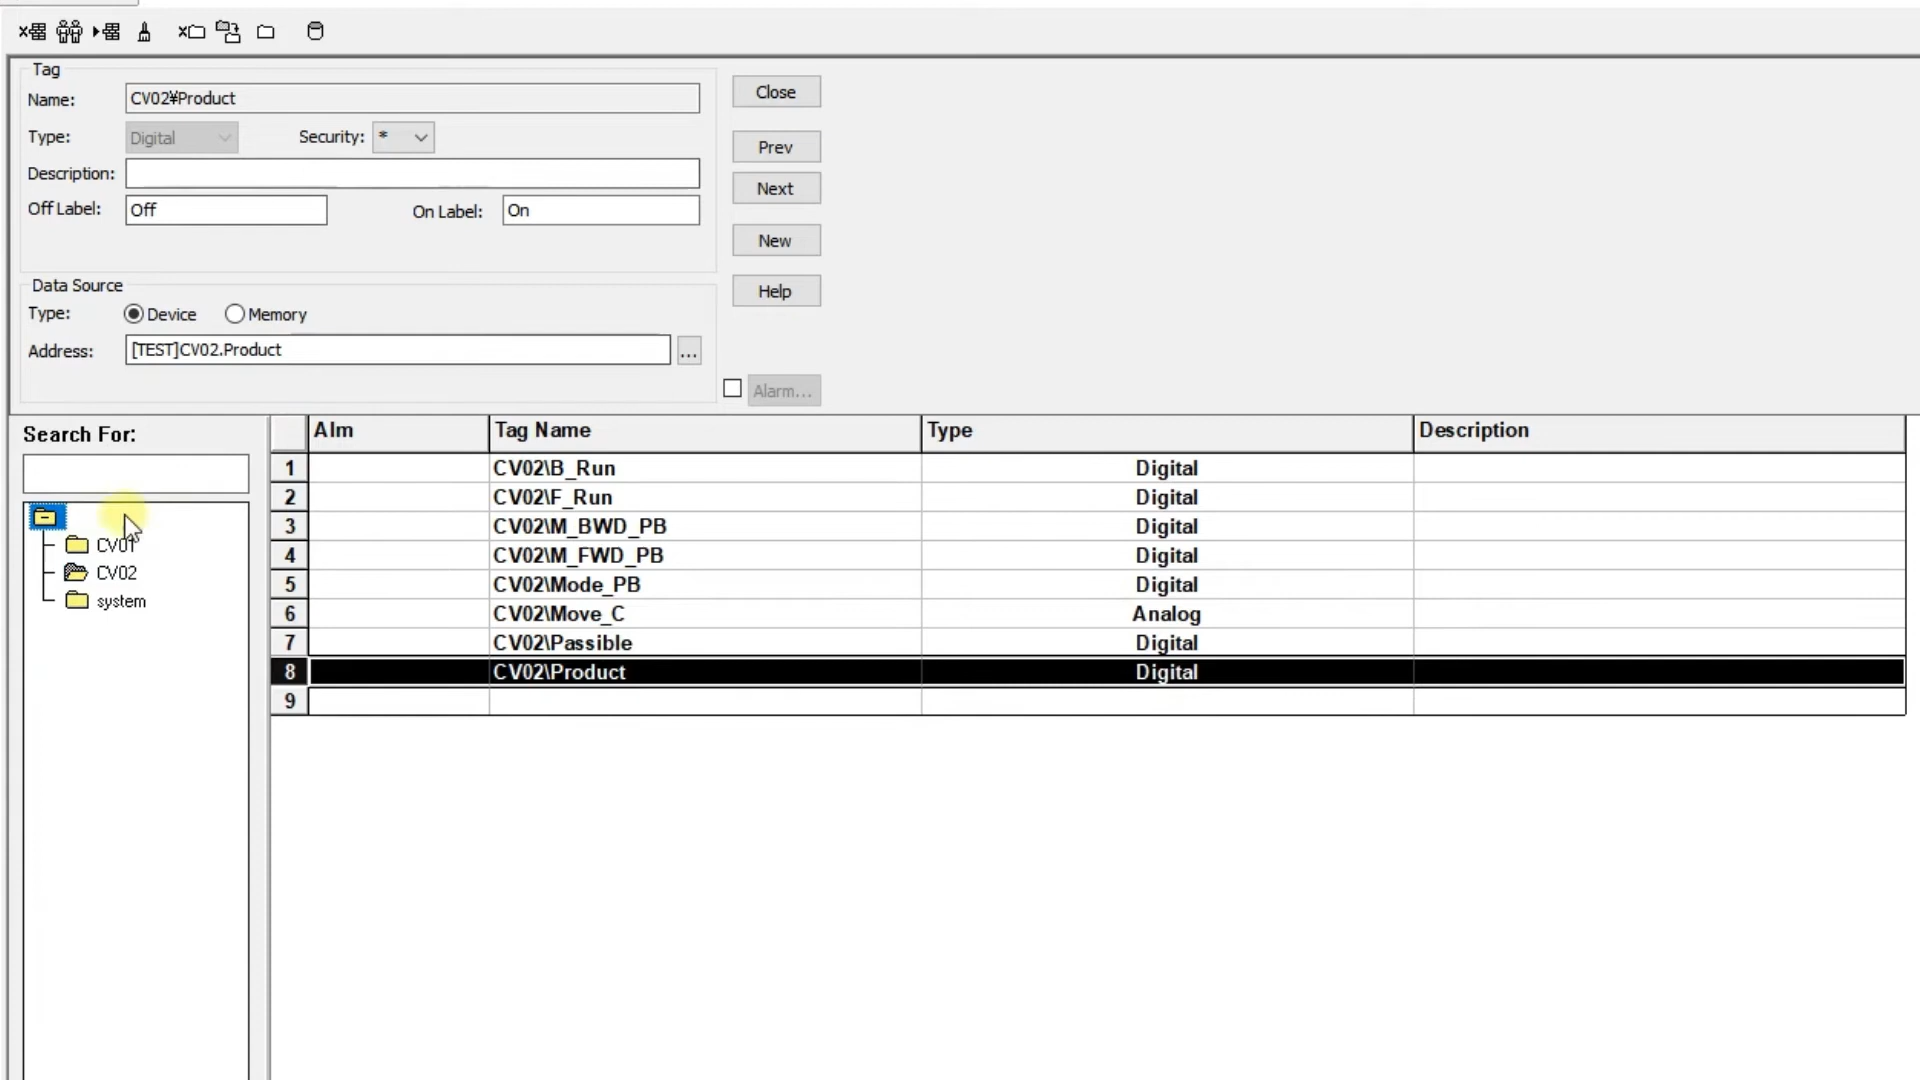 Tag
Name: CV02¥Product
Type: Digital Security: *
Description:
Off Label: Off On Label: On
Close
Prev
Next
New
Help
Data Source
Type: Device Memory
Address: [TEST]CV02.Product ...
Alarm...
Search For:
CV01
CV02
system
Alm Tag Name Type Description
1 CV02\B_Run Digital
2 CV02\F_Run Digital
3 CV02\M_BWD_PB Digital
4 CV02\M_FWD_PB Digital
5 CV02\Mode_PB Digital
6 CV02\Move_C Analog
7 CV02\Passible Digital
8 CV02\Product Digital
9